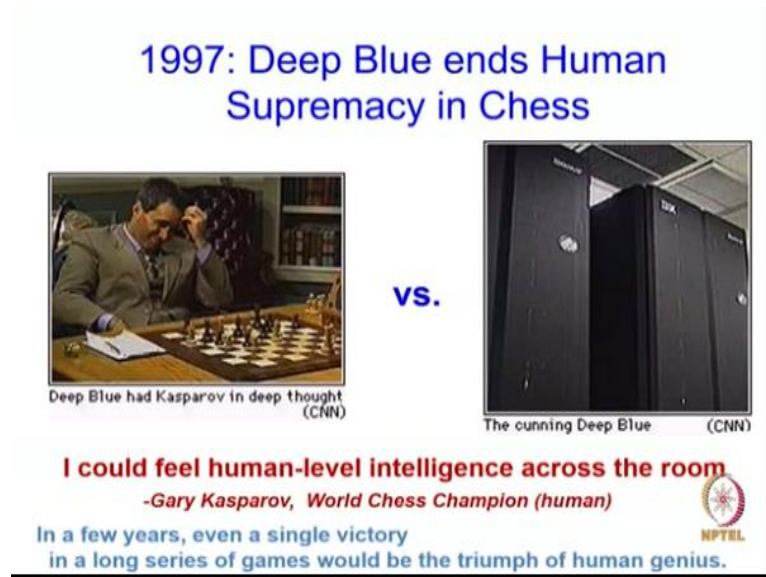 1997: Deep Blue ends Human
Supremacy in Chess
vs.
IBM
Deep Blue had Kasparov in deep thought
(CNN)
The cunning Deep Blue (CNN)
I could feel human-level intelligence across the room
-Gary Kasparov, World Chess Champion (human)
NPTEL
In a few years, even a single victory
in a long series of games would be the triumph of human genius.